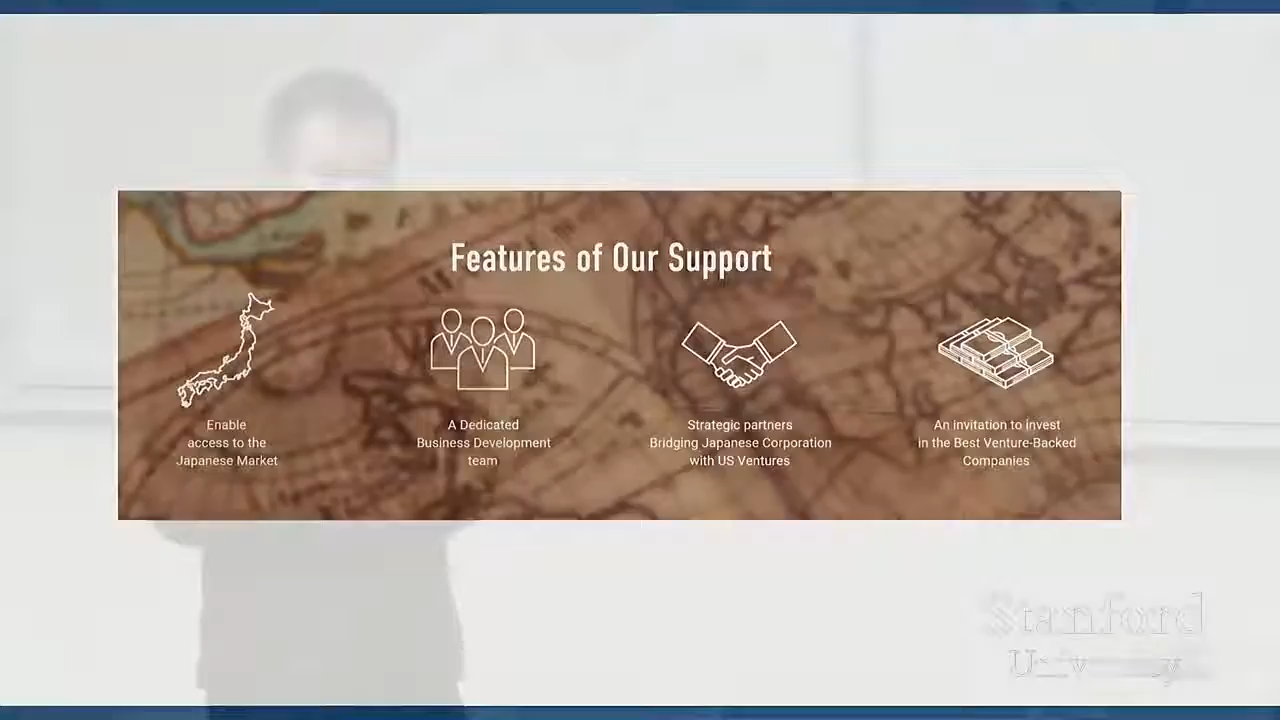 Features of Our Support
Enable
access to the
Japanese Market
A Dedicated
Business Development
team
Strategic partners
Bridging Japanese Corporation
with US Ventures
An invitation to invest
in the Best Venture-Backed
Companies
Stanford
University